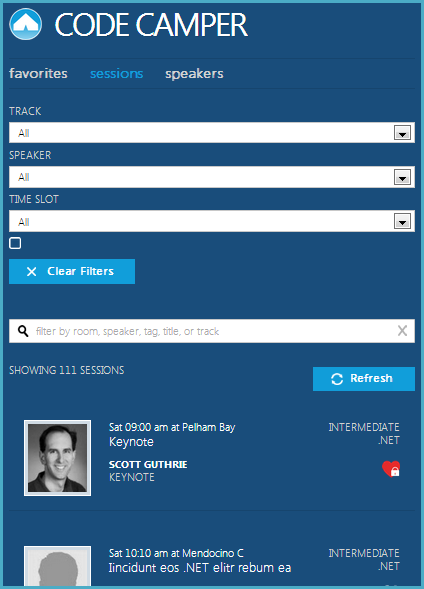 CODE CAMPER
favorites sessions speakers
TRACK
All
SPEAKER
All
TIME SLOT
All
Clear Filters
filter by room, speaker, tag, title, or track
SHOWING 111 SESSIONS
Refresh
Sat 09:00 am at Pelham Bay INTERMEDIATE
Keynote .NET
SCOTT GUTHRIE
KEYNOTE
Sat 10:10 am at Mendocino C INTERMEDIATE
Iincidunt eos .NET elitr rebum ea .NET